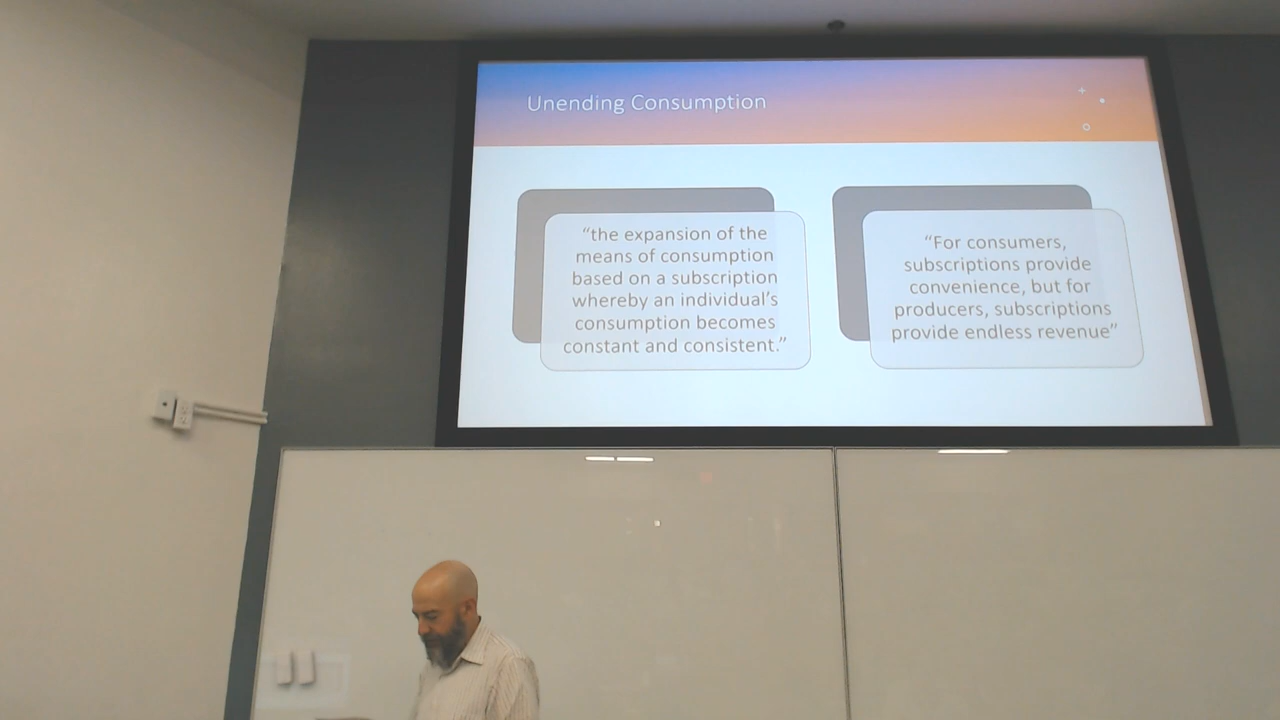 Unending Consumption
“the expansion of the
means of consumption
based on a subscription
whereby an individual’s
consumption becomes
constant and consistent.”
“For consumers,
subscriptions provide
convenience, but for
producers, subscriptions
provide endless revenue”